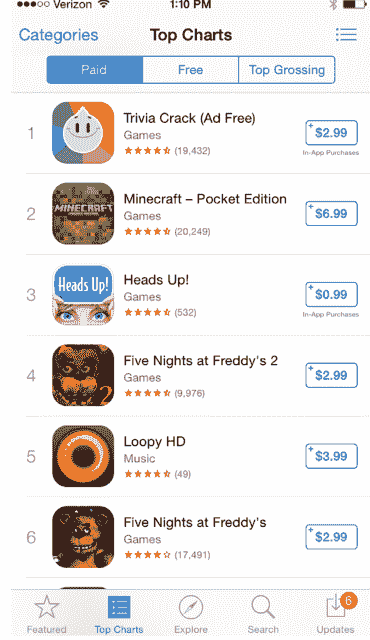 Verizon 1:10 PM
Categories Top Charts
Paid Free Top Grossing
1 Trivia Crack (Ad Free)
Games
(19,432)
+ $2.99
In-App Purchases
MINECRAFT
2 Minecraft – Pocket Edition
Games
(20,249)
+ $6.99
Heads Up!
3 Heads Up!
Games
(532)
+ $0.99
In-App Purchases
2
4 Five Nights at Freddy's 2
Games
(9,976)
+ $2.99
5 Loopy HD
Music
(49)
+ $3.99
6 Five Nights at Freddy's
Games
(17,491)
+ $2.99
6
Featured Top Charts Explore Search Updates